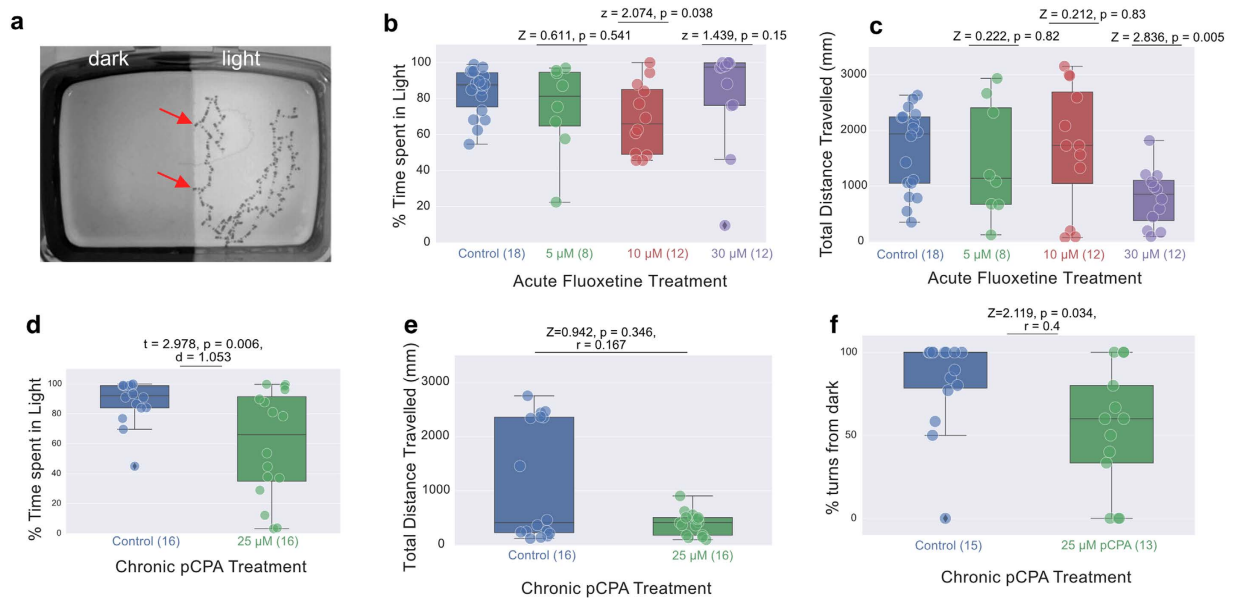 a
dark
light
b
z = 2.074, p = 0.038
Z = 0.611, p = 0.541
z = 1.439, p = 0.15
% Time spent in Light
100
80
60
40
20
0
Control (18)
5 µM (8)
10 µM (12)
30 µM (12)
Acute Fluoxetine Treatment
c
Z = 0.212, p = 0.83
Z = 0.222, p = 0.82
Z = 2.836, p = 0.005
Total Distance Travelled (mm)
3000
2000
1000
0
Control (18)
5 µM (8)
10 µM (12)
30 µM (12)
Acute Fluoxetine Treatment
d
t = 2.978, p = 0.006,
d = 1.053
% Time spent in Light
100
80
60
40
20
0
Control (16)
25 µM (16)
Chronic pCPA Treatment
e
Z=0.942, p = 0.346,
r = 0.167
Total Distance Travelled (mm)
3000
2000
1000
0
Control (16)
25 µM (16)
Chronic pCPA Treatment
f
Z=2.119, p = 0.034,
r = 0.4
% turns from dark
100
50
0
Control (15)
25 µM pCPA (13)
Chronic pCPA Treatment